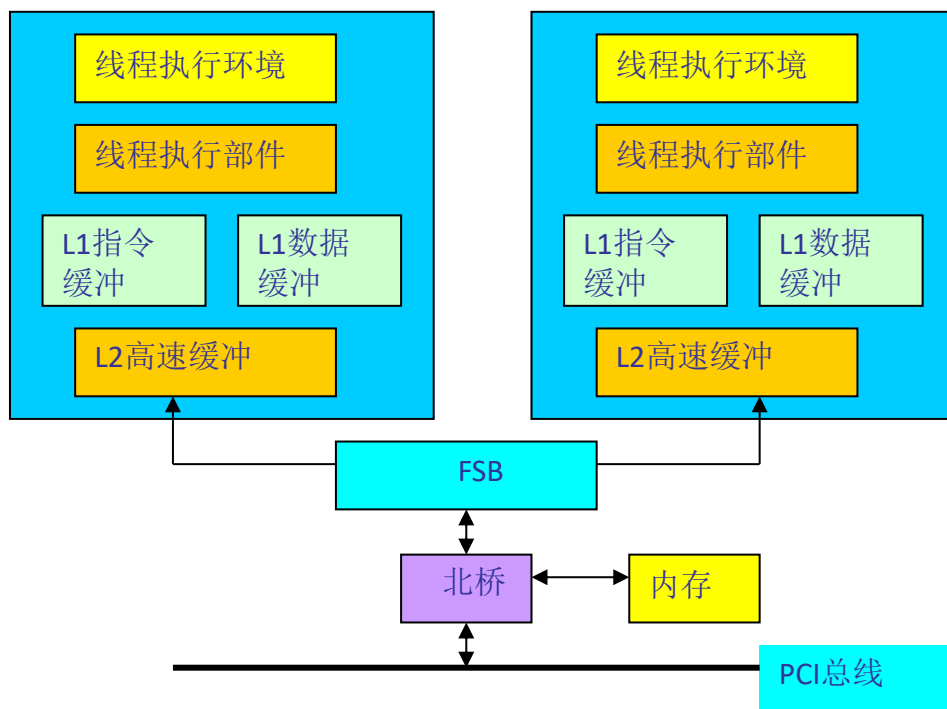 线程执行环境
线程执行部件
L1指令
缓冲
L1数据
缓冲
L2高速缓冲
线程执行环境
线程执行部件
L1指令
缓冲
L1数据
缓冲
L2高速缓冲
FSB
北桥
内存
PCI总线